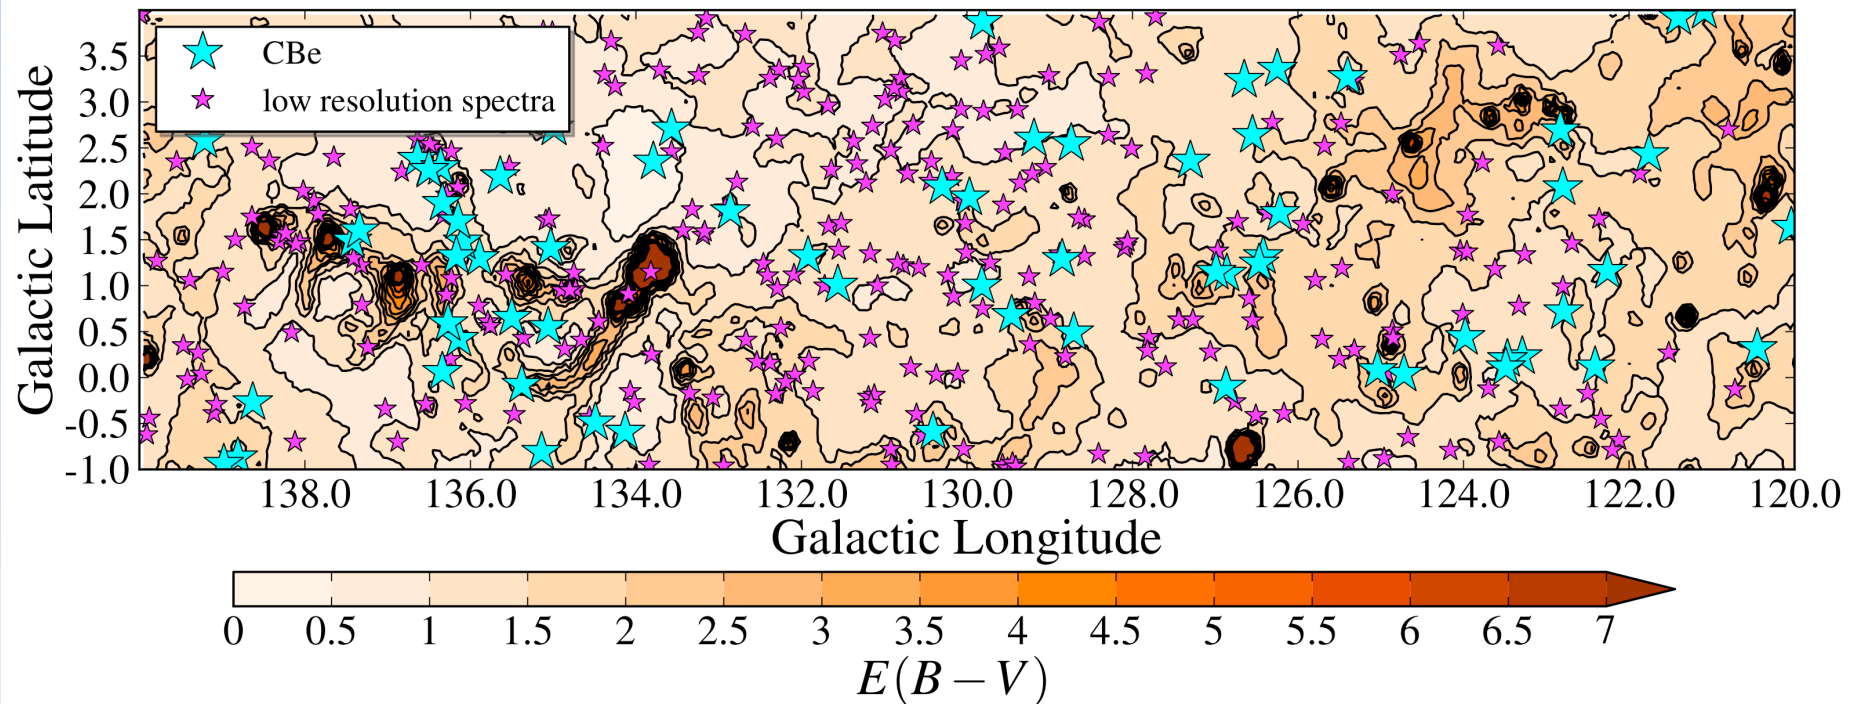 CBe
low resolution spectra
Galactic Latitude
3.5
3.0
2.5
2.0
1.5
1.0
0.5
0.0
-0.5
-1.0
138.0 136.0 134.0 132.0 130.0 128.0 126.0 124.0 122.0 120.0
Galactic Longitude
0 0.5 1 1.5 2 2.5 3 3.5 4 4.5 5 5.5 6 6.5 7
E(B − V)